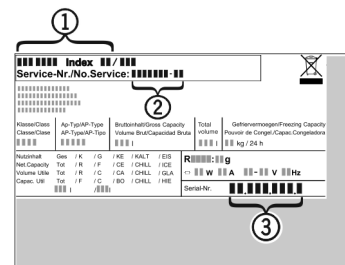 1
Index /
Service-Nr./No.Service: -
2
Klasse/Class Ap-Typ/AP-Type Bruttoinhalt/Gross Capacity Total Gefriervermoegen/Freezing Capacity
Classe/Clase AP-Type/AP-Tipo Volume Brut/Capacidad Bruta volume Pouvoir de Congel./Capac.Congeladora
l l kg / 24 h
Nutzinhalt Ges / K / G / KE / KALT / EIS
Net.Capacity Tot / R / F / CE / CHILL / ICE
Volume Utile Tot / R / C / CA / CHILL / GLA
Capac. Util Tot / F / C / BO / CHILL / HIE
l / l
R : g
W A - V Hz
Serial-Nr. . . .
3